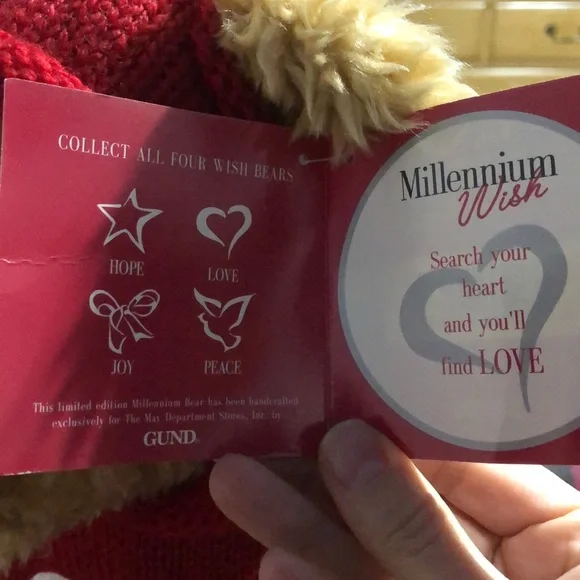 COLLECT ALL FOUR WISH BEARS
HOPE
LOVE
JOY
PEACE
This limited edition Millennium Bear has been handcrafted
exclusively for The May Department Stores, Inc. by
GUND®
Millennium
Wish
Search your
heart
and you'll
find LOVE